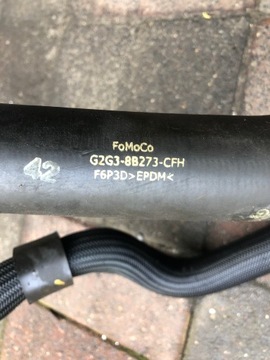 FoMoCo
G2G3-8B273-CFH
F6P3D>EPDM<
42